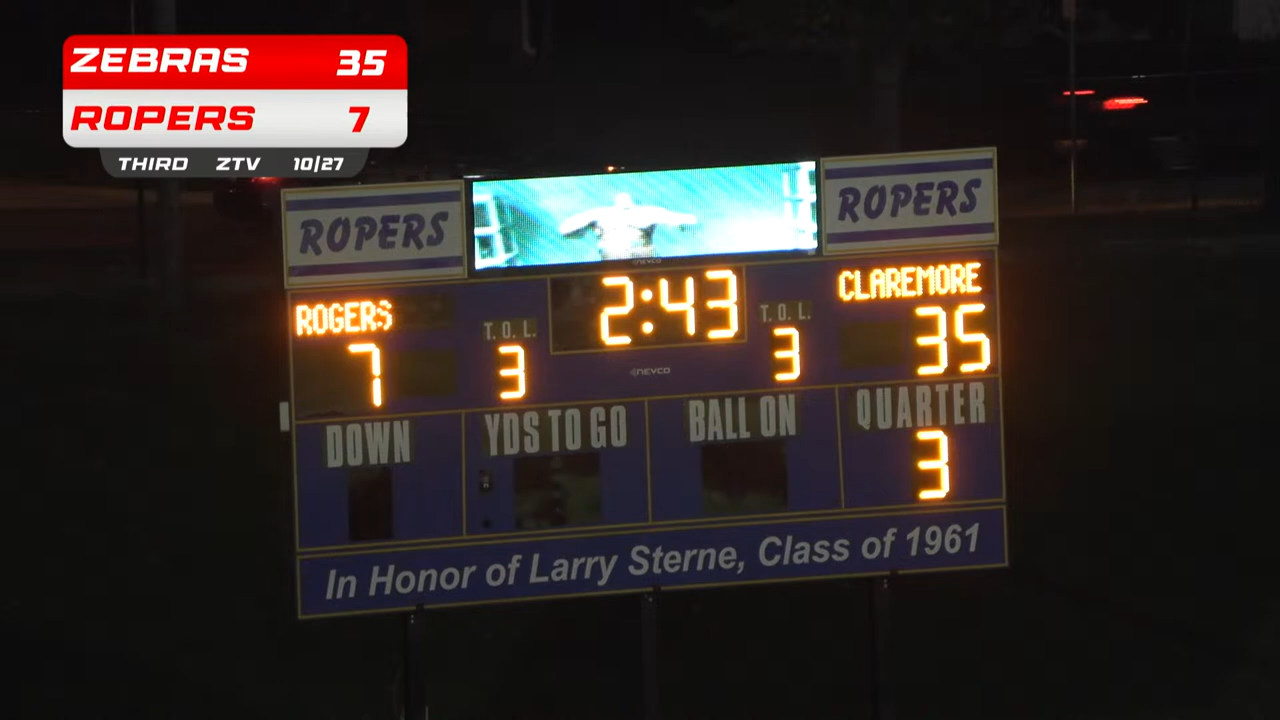 ZEBRAS 35
ROPERS 7
THIRD ZTV 10|27
ROPERS
ROPERS
NEVCO
ROGERS 2:43 CLAREMORE
T. O. L. T. O. L.
7 3 3 35
NEVCO
DOWN YDS TO GO BALL ON QUARTER
3
In Honor of Larry Sterne, Class of 1961